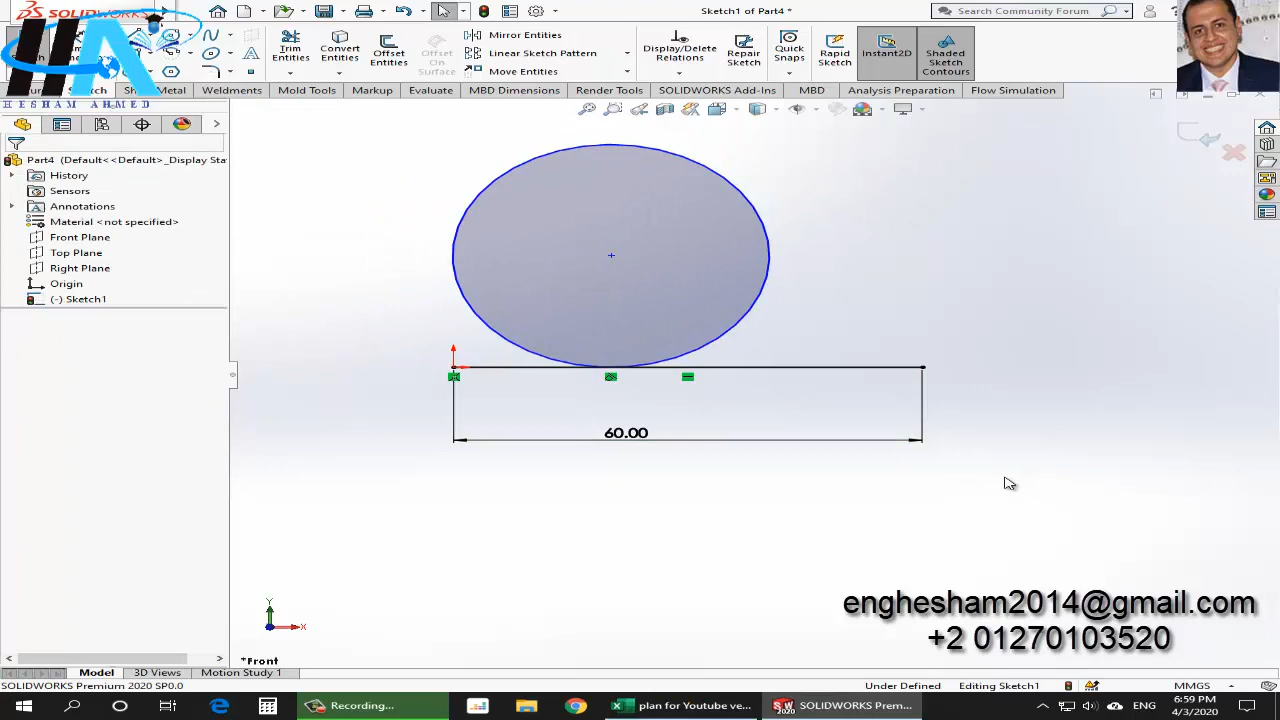 SOLIDWORKS
Sketch1 of Part4 *
Search Community Forum
Mirror Entities
Trim Entities
Convert Entities
Offset Entities
Offset On Surface
Linear Sketch Pattern
Move Entities
Display/Delete Relations
Repair Sketch
Quick Snaps
Rapid Sketch
Instant2D
Shaded Sketch Contours
HA
HESHAM AHMED
Sketch
Metal
Weldments
Mold Tools
Markup
Evaluate
MBD Dimensions
Render Tools
SOLIDWORKS Add-Ins
MBD
Analysis Preparation
Flow Simulation
Part4 (Default<<Default>_Display Sta
History
Sensors
Annotations
Material <not specified>
Front Plane
Top Plane
Right Plane
Origin
(-) Sketch1
60.00
Y
X
*Front
enghesham2014@gmail.com
+2 01270103520
Model
3D Views
Motion Study 1
SOLIDWORKS Premium 2020 SP0.0
Under Defined
Editing Sketch1
MMGS
Recording...
plan for Youtube ve...
SOLIDWORKS Prem...
ENG
6:59 PM
4/3/2020